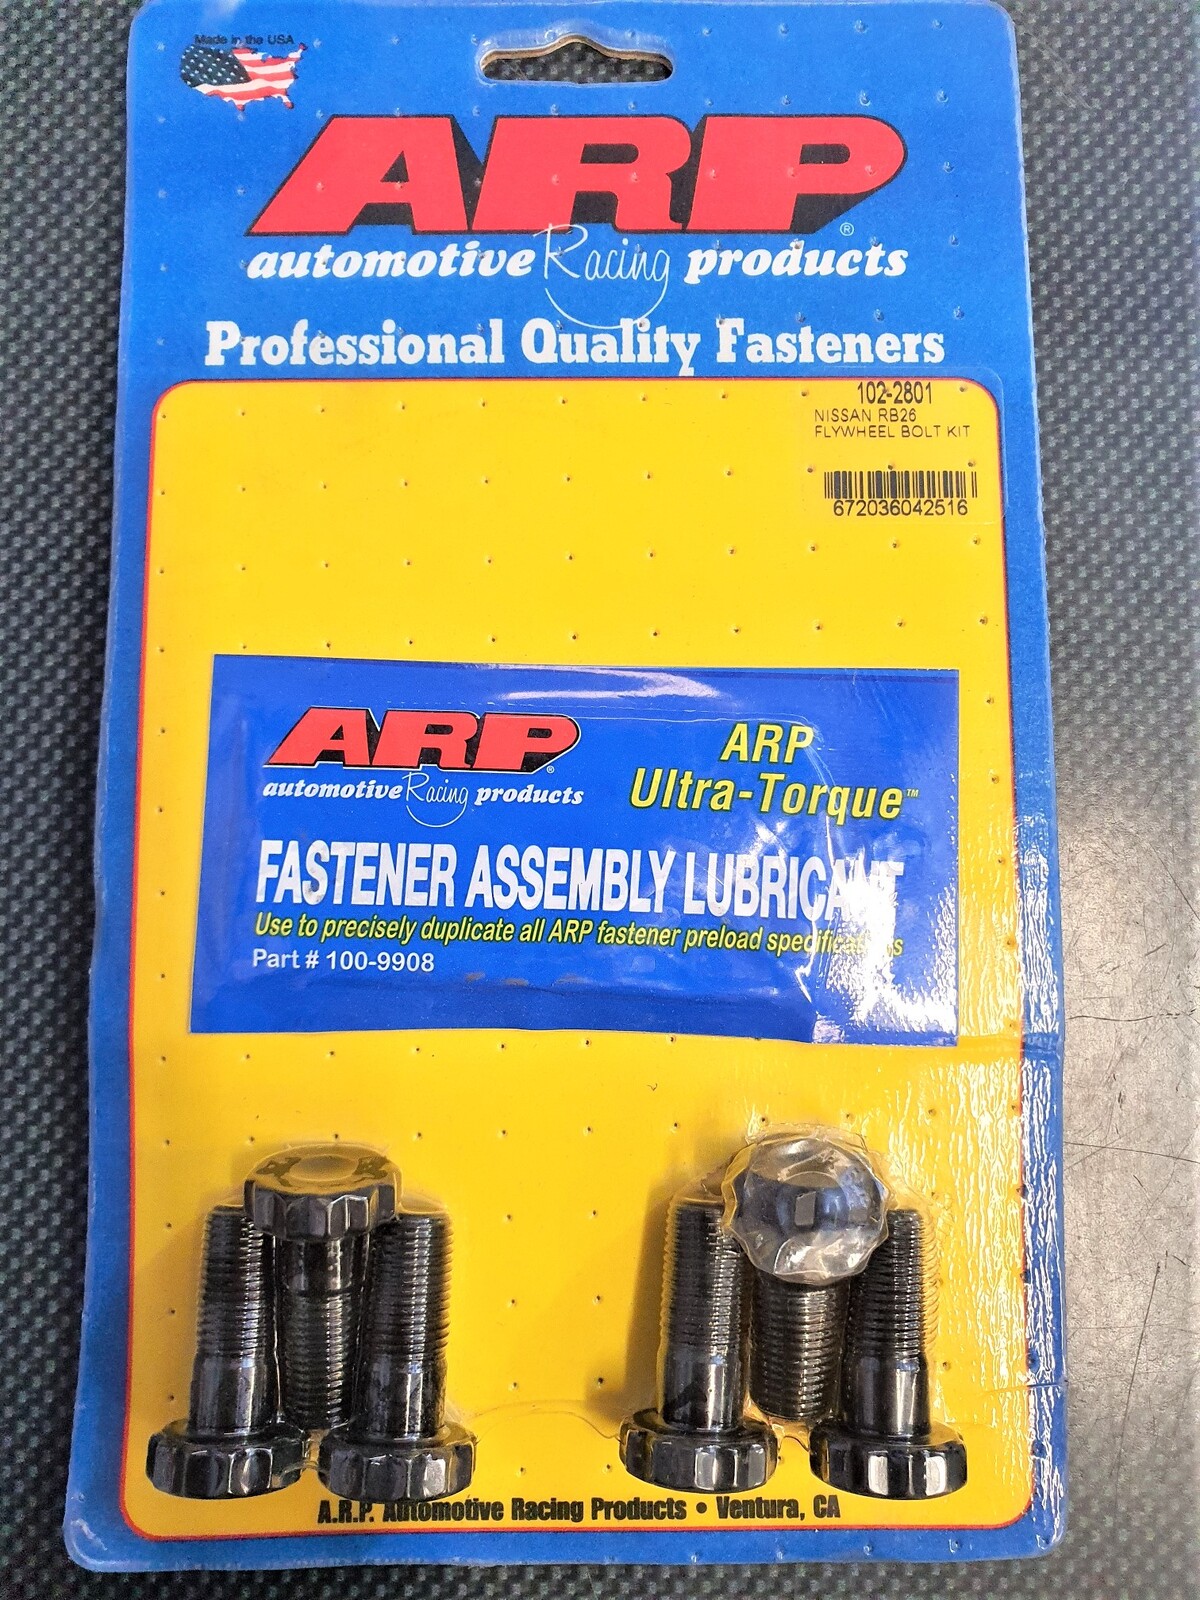 Made in the USA
ARP®
automotive Racing products
Professional Quality Fasteners
102-2801
NISSAN RB26
FLYWHEEL BOLT KIT
672036042516
ARP®
automotive Racing products
ARP
Ultra-Torque™
FASTENER ASSEMBLY LUBRICANT
Use to precisely duplicate all ARP fastener preload specifications
Part # 100-9908
A.R.P. Automotive Racing Products • Ventura, CA